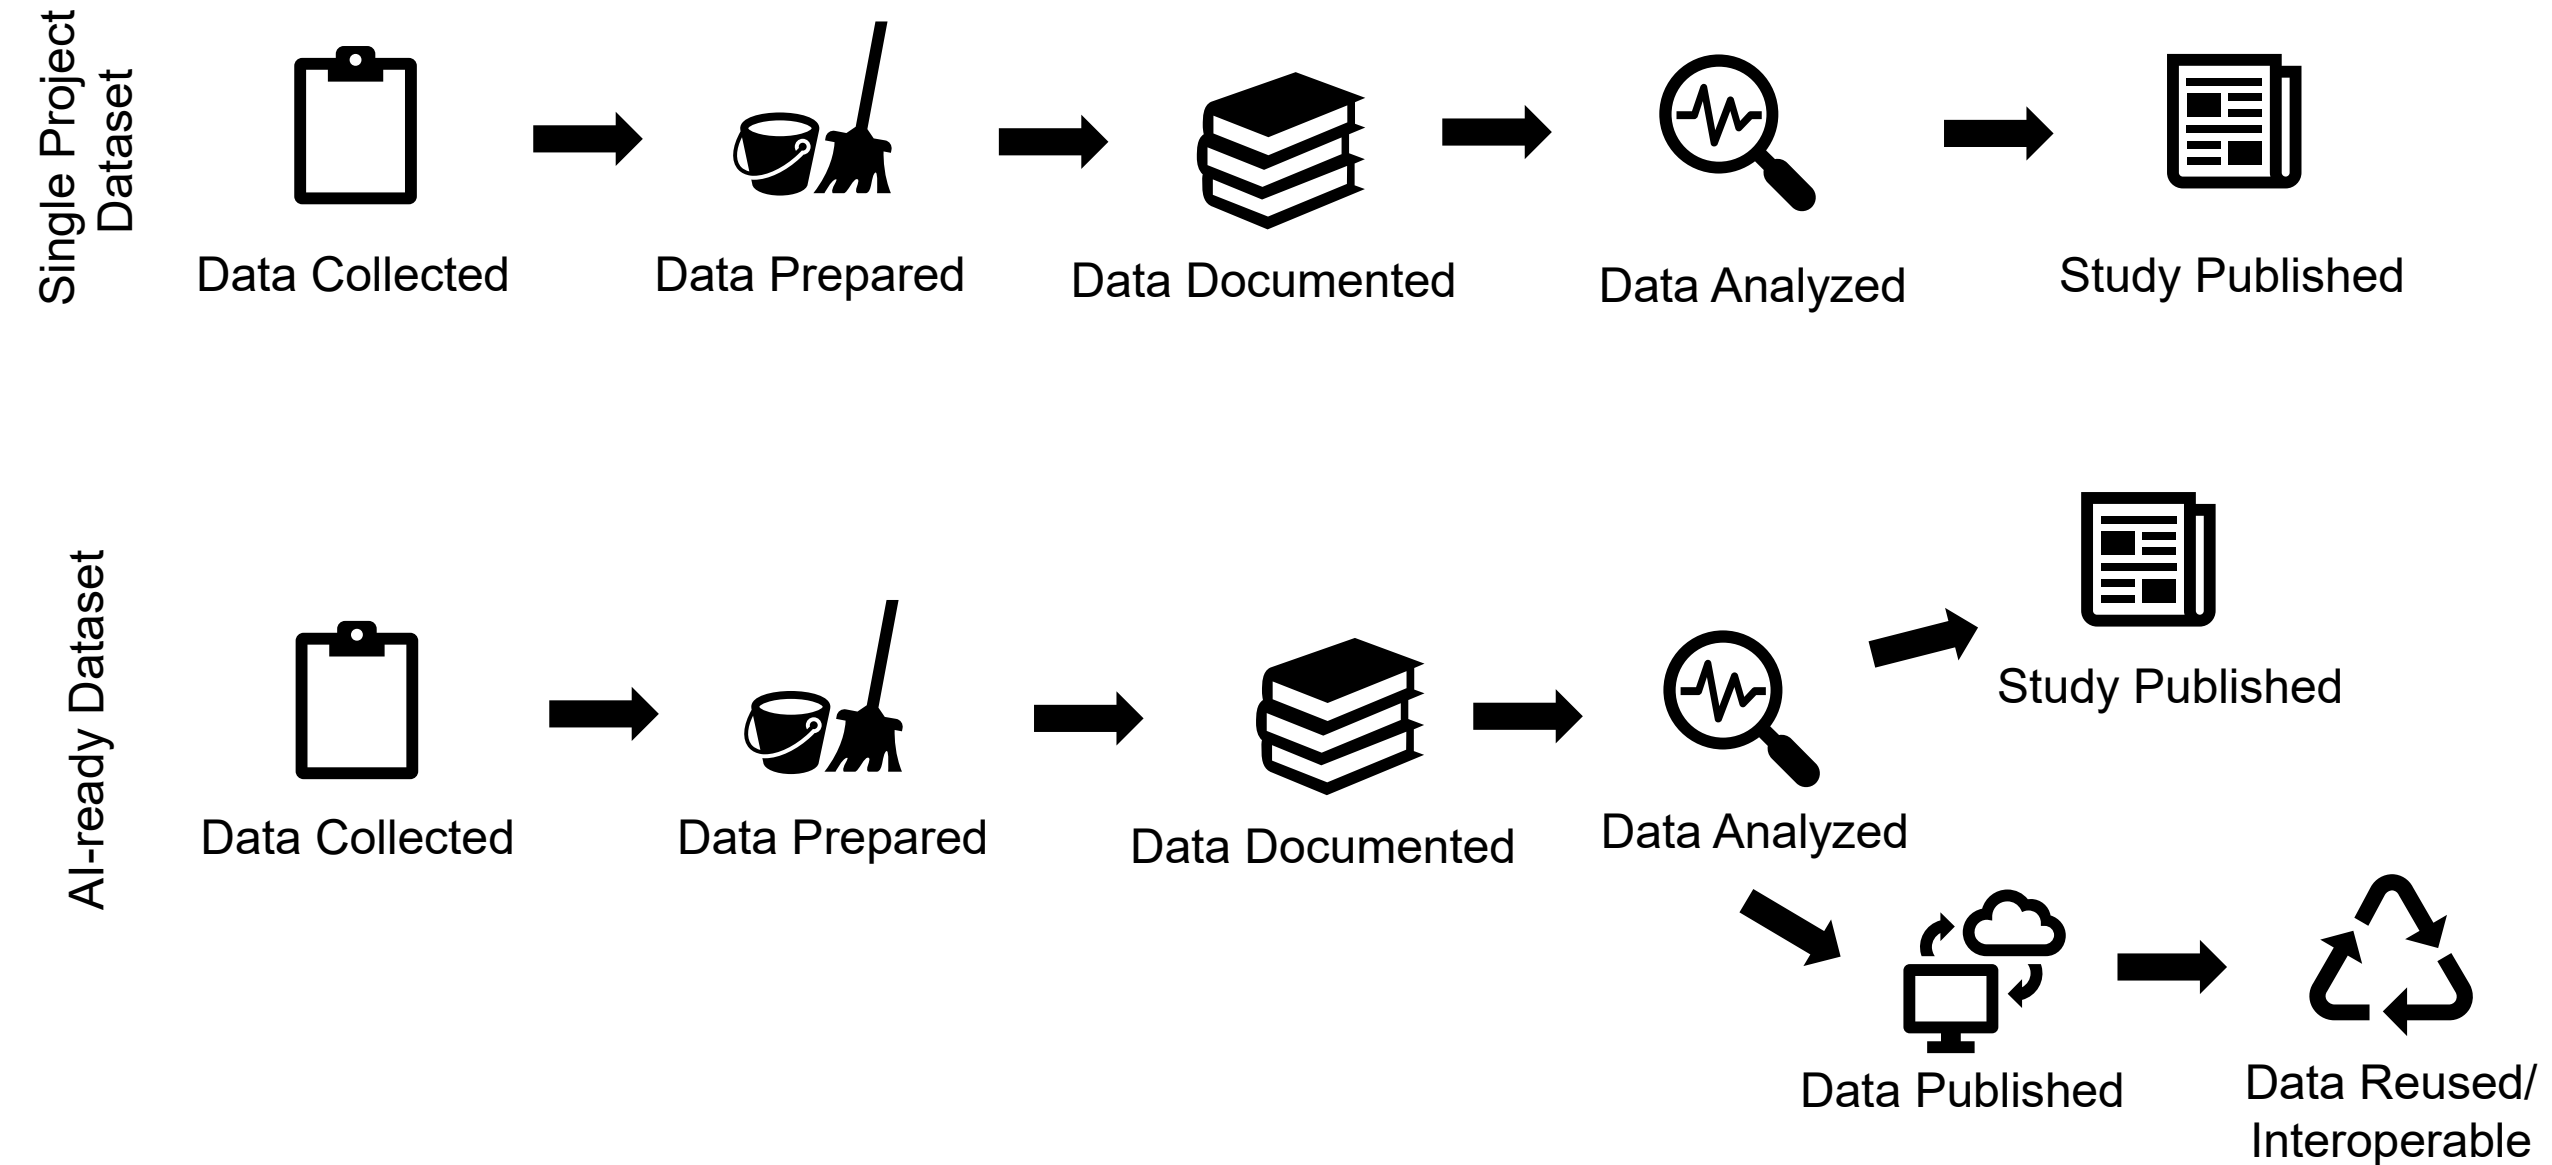 Single Project
Dataset
Data Collected
Data Prepared
Data Documented
Data Analyzed
Study Published
AI-ready Dataset
Data Collected
Data Prepared
Data Documented
Data Analyzed
Study Published
Data Published
Data Reused/
Interoperable